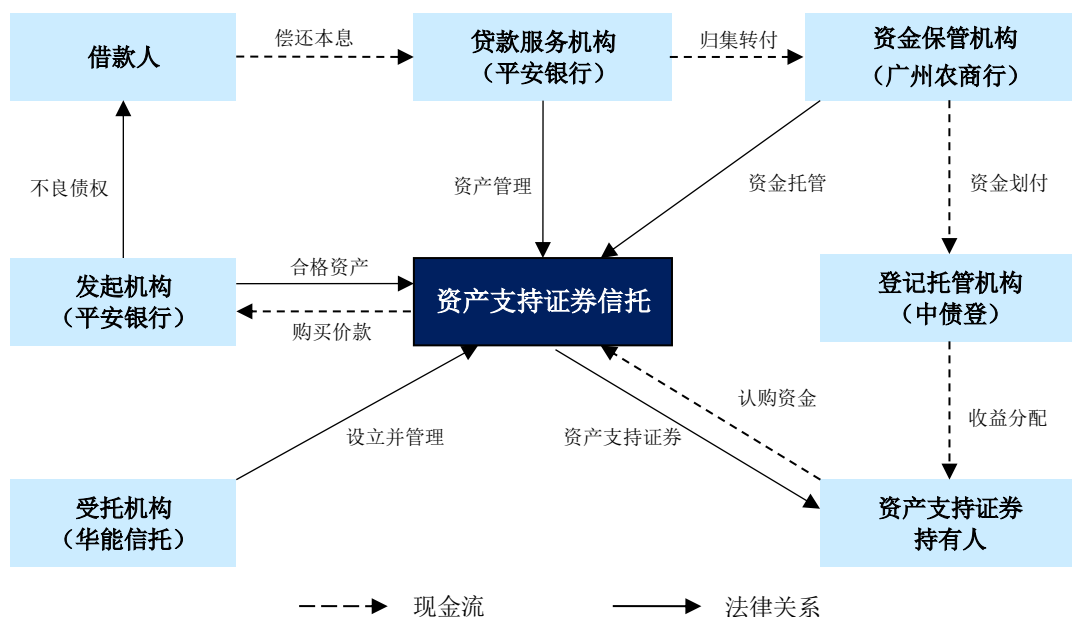 借款人
偿还本息
贷款服务机构
（平安银行）
归集转付
资金保管机构
（广州农商行）
不良债权
资产管理
资金托管
资金划付
发起机构
（平安银行）
合格资产
购买价款
资产支持证券信托
登记托管机构
（中债登）
设立并管理
资产支持证券
认购资金
收益分配
受托机构
（华能信托）
资产支持证券
持有人
现金流
法律关系